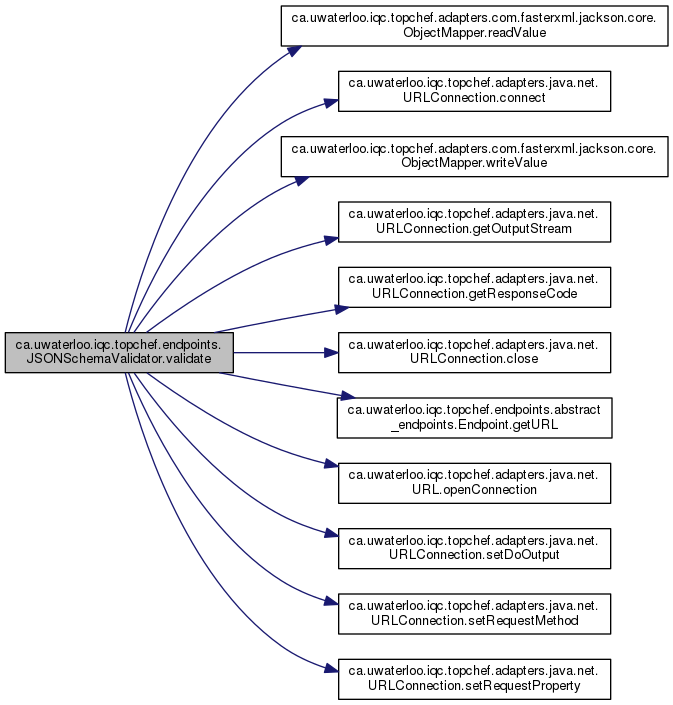 ca.uwaterloo.iqc.topchef.adapters.com.fasterxml.jackson.core.
ObjectMapper.readValue
ca.uwaterloo.iqc.topchef.adapters.java.net.
URLConnection.connect
ca.uwaterloo.iqc.topchef.adapters.com.fasterxml.jackson.core.
ObjectMapper.writeValue
ca.uwaterloo.iqc.topchef.adapters.java.net.
URLConnection.getOutputStream
ca.uwaterloo.iqc.topchef.adapters.java.net.
URLConnection.getResponseCode
ca.uwaterloo.iqc.topchef.endpoints.
JSONSchemaValidator.validate
ca.uwaterloo.iqc.topchef.adapters.java.net.
URLConnection.close
ca.uwaterloo.iqc.topchef.endpoints.abstract
_endpoints.Endpoint.getURL
ca.uwaterloo.iqc.topchef.adapters.java.net.
URL.openConnection
ca.uwaterloo.iqc.topchef.adapters.java.net.
URLConnection.setDoOutput
ca.uwaterloo.iqc.topchef.adapters.java.net.
URLConnection.setRequestMethod
ca.uwaterloo.iqc.topchef.adapters.java.net.
URLConnection.setRequestProperty